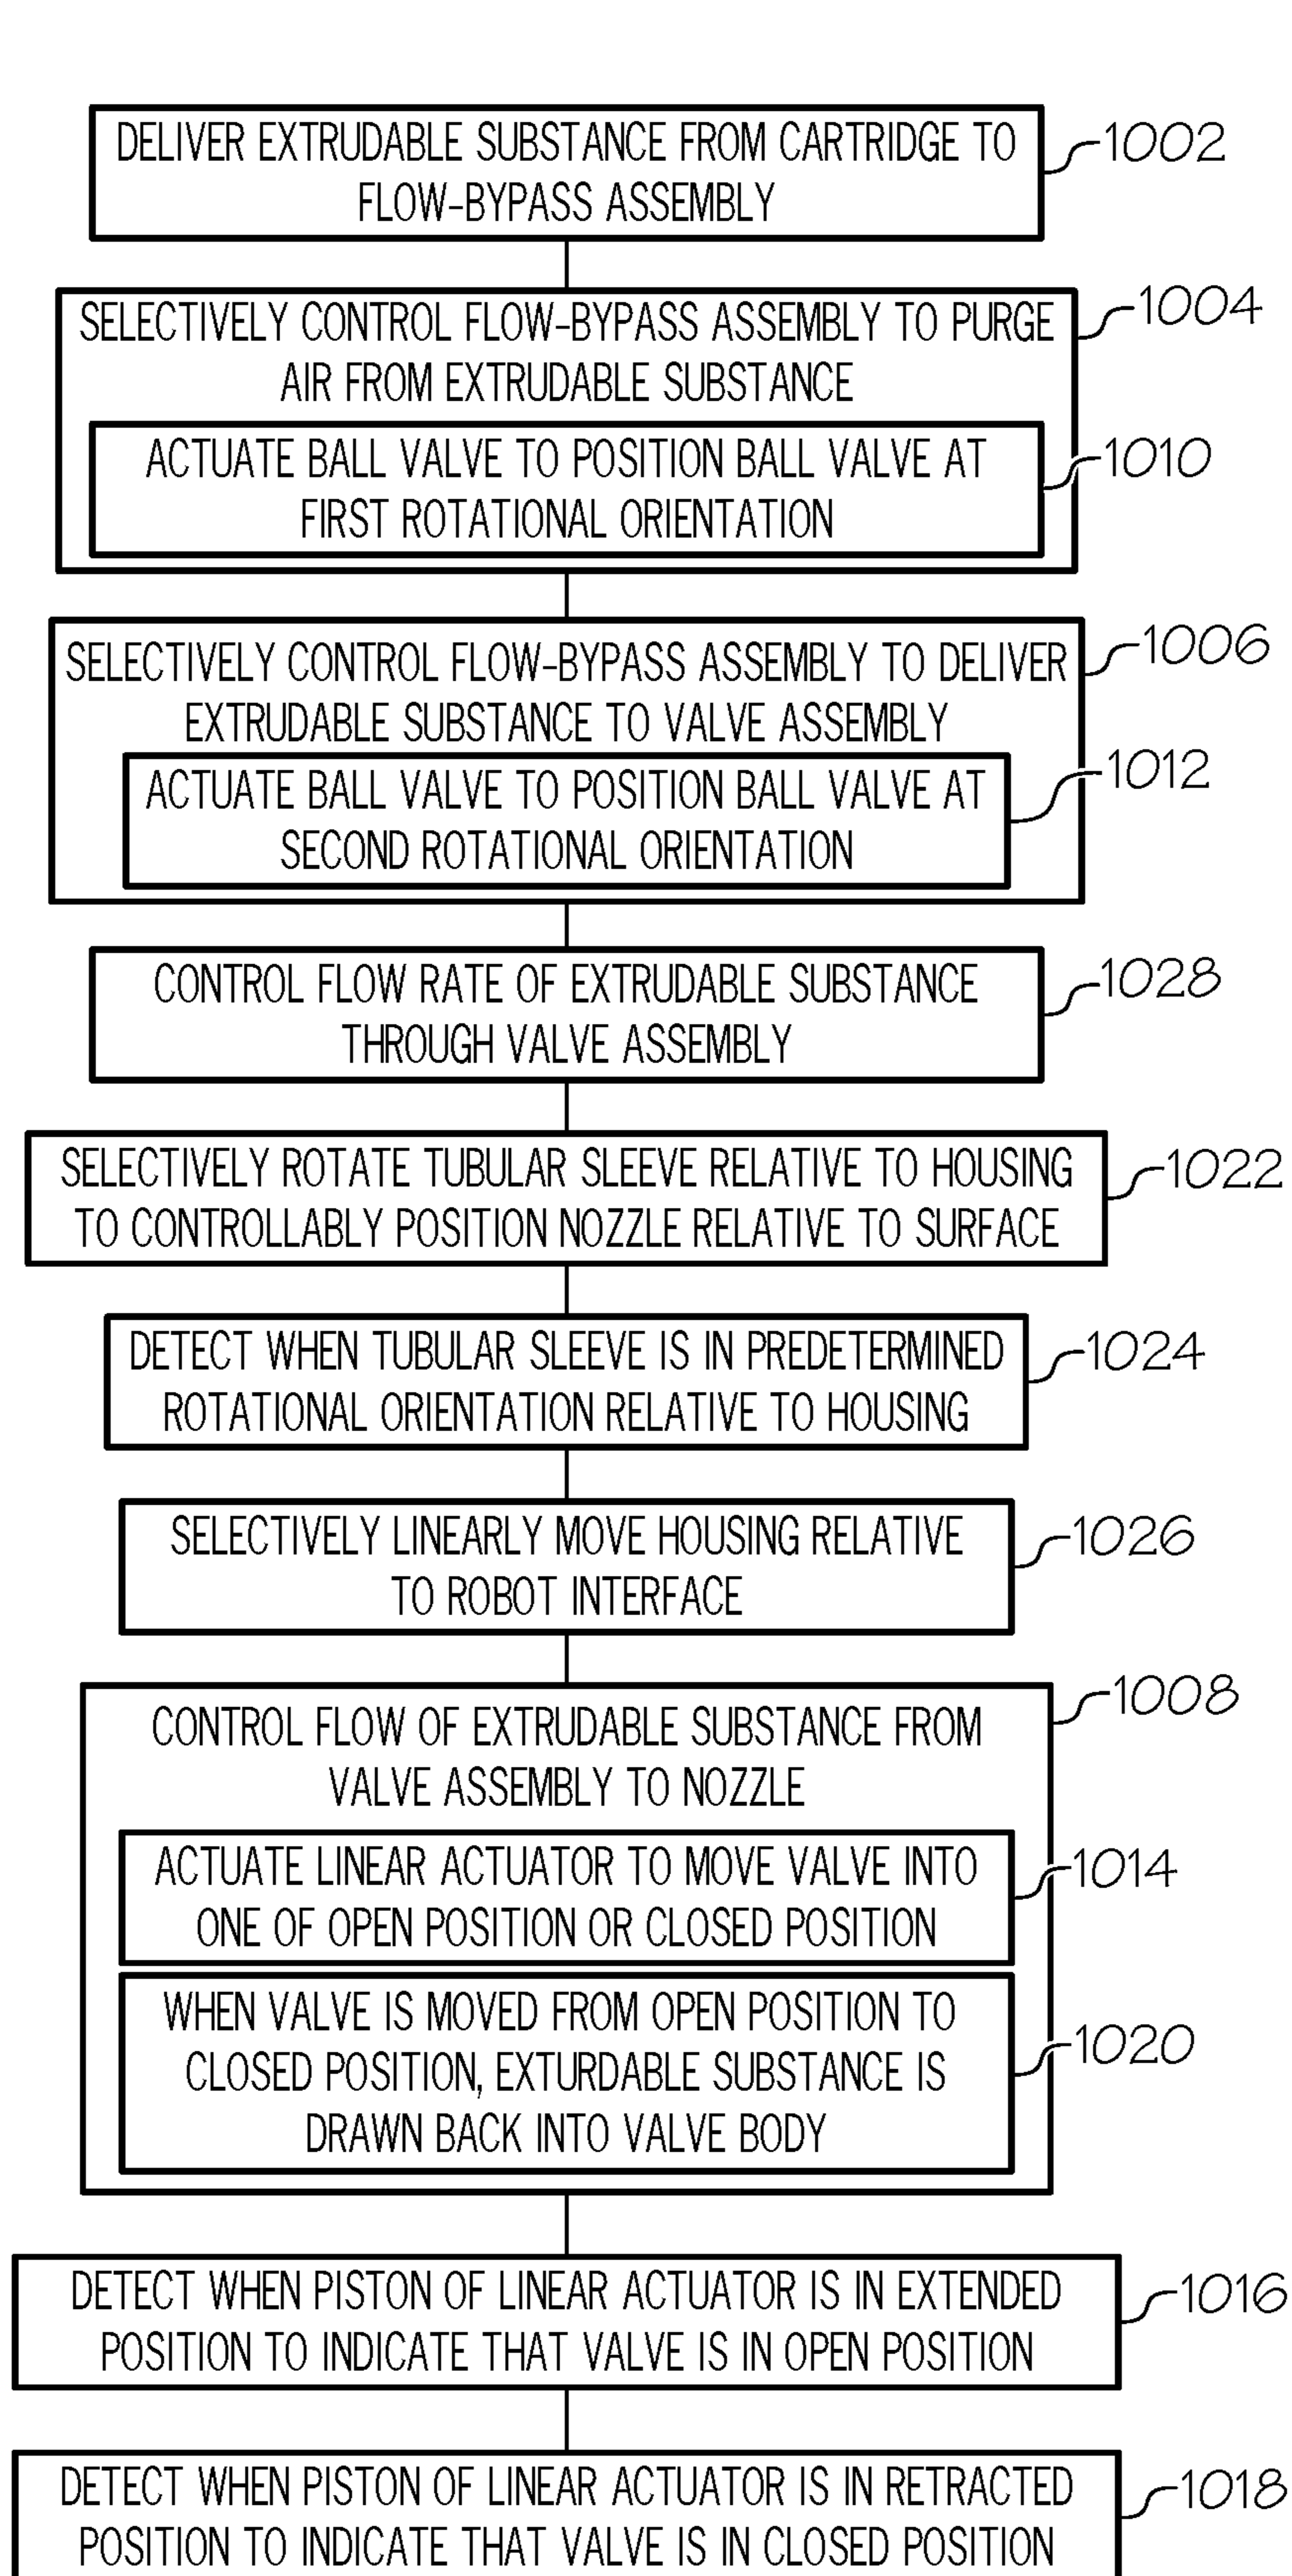 DELIVER EXTRUDABLE SUBSTANCE FROM CARTRIDGE TO
FLOW-BYPASS ASSEMBLY
1002
SELECTIVELY CONTROL FLOW-BYPASS ASSEMBLY TO PURGE
AIR FROM EXTRUDABLE SUBSTANCE
1004
ACTUATE BALL VALVE TO POSITION BALL VALVE AT
FIRST ROTATIONAL ORIENTATION
1010
SELECTIVELY CONTROL FLOW-BYPASS ASSEMBLY TO DELIVER
EXTRUDABLE SUBSTANCE TO VALVE ASSEMBLY
1006
ACTUATE BALL VALVE TO POSITION BALL VALVE AT
SECOND ROTATIONAL ORIENTATION
1012
CONTROL FLOW RATE OF EXTRUDABLE SUBSTANCE
THROUGH VALVE ASSEMBLY
1028
SELECTIVELY ROTATE TUBULAR SLEEVE RELATIVE TO HOUSING
TO CONTROLLABLY POSITION NOZZLE RELATIVE TO SURFACE
1022
DETECT WHEN TUBULAR SLEEVE IS IN PREDETERMINED
ROTATIONAL ORIENTATION RELATIVE TO HOUSING
1024
SELECTIVELY LINEARLY MOVE HOUSING RELATIVE
TO ROBOT INTERFACE
1026
CONTROL FLOW OF EXTRUDABLE SUBSTANCE FROM
VALVE ASSEMBLY TO NOZZLE
1008
ACTUATE LINEAR ACTUATOR TO MOVE VALVE INTO
ONE OF OPEN POSITION OR CLOSED POSITION
1014
WHEN VALVE IS MOVED FROM OPEN POSITION TO
CLOSED POSITION, EXTURDABLE SUBSTANCE IS
DRAWN BACK INTO VALVE BODY
1020
DETECT WHEN PISTON OF LINEAR ACTUATOR IS IN EXTENDED
POSITION TO INDICATE THAT VALVE IS IN OPEN POSITION
1016
DETECT WHEN PISTON OF LINEAR ACTUATOR IS IN RETRACTED
POSITION TO INDICATE THAT VALVE IS IN CLOSED POSITION
1018